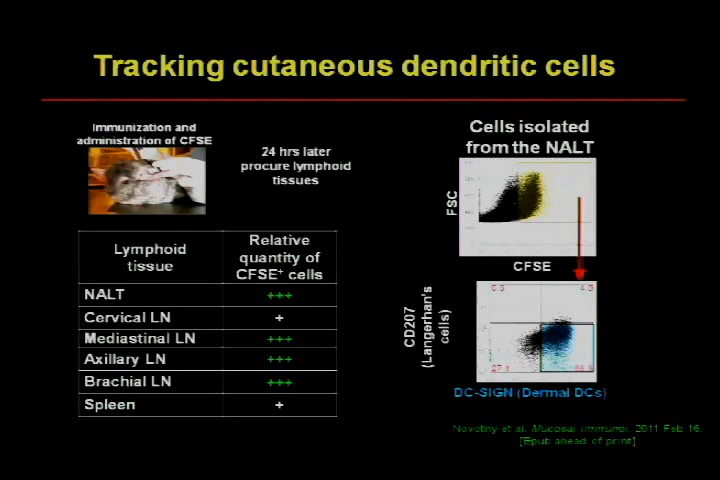 Tracking cutaneous dendritic cells
Immunization and
administration of CFSE
24 hrs later
procure lymphoid
tissues
Lymphoid
tissue
Relative
quantity of
CFSE+ cells
NALT +++
Cervical LN +
Mediastinal LN +++
Axillary LN +++
Brachial LN +++
Spleen +
Cells isolated
from the NALT
FSC
CFSE
CD207
(Langerhan's
cells)
DC-SIGN (Dermal DCs)
Novotny et al. Mucosal Immunol. 2011 Feb 16.
[Epub ahead of print]